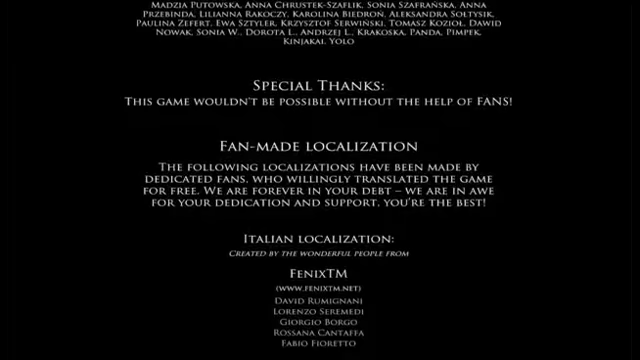 Madzia Putowska, Anna Chrustek-Szaflik, Sonia Szafrańska, Anna
Przebinda, Lilianna Rakoczy, Karolina Biedroń, Aleksandra Sołtysik,
Paulina Zefert, Ewa Sztyler, Krzysztof Serwiński, Tomasz Kozioł, Dawid
Nowak, Sonia W., Dorota L., Andrzej L., Krakoska, Panda, Pimpek,
Kinjakai, Yolo
Special Thanks:
This game wouldn't be possible without the help of FANS!
Fan-made localization
The following localizations have been made by
dedicated fans, who willingly translated the game
for free. We are forever in your debt – we are in awe
for your dedication and support, you're the best!
Italian localization:
Created by the wonderful people from
FenixTM
(www.fenixtm.net)
David Rumignani
Lorenzo Seremedi
Giorgio Borgo
Rossana Cantaffa
Fabio Fioretto